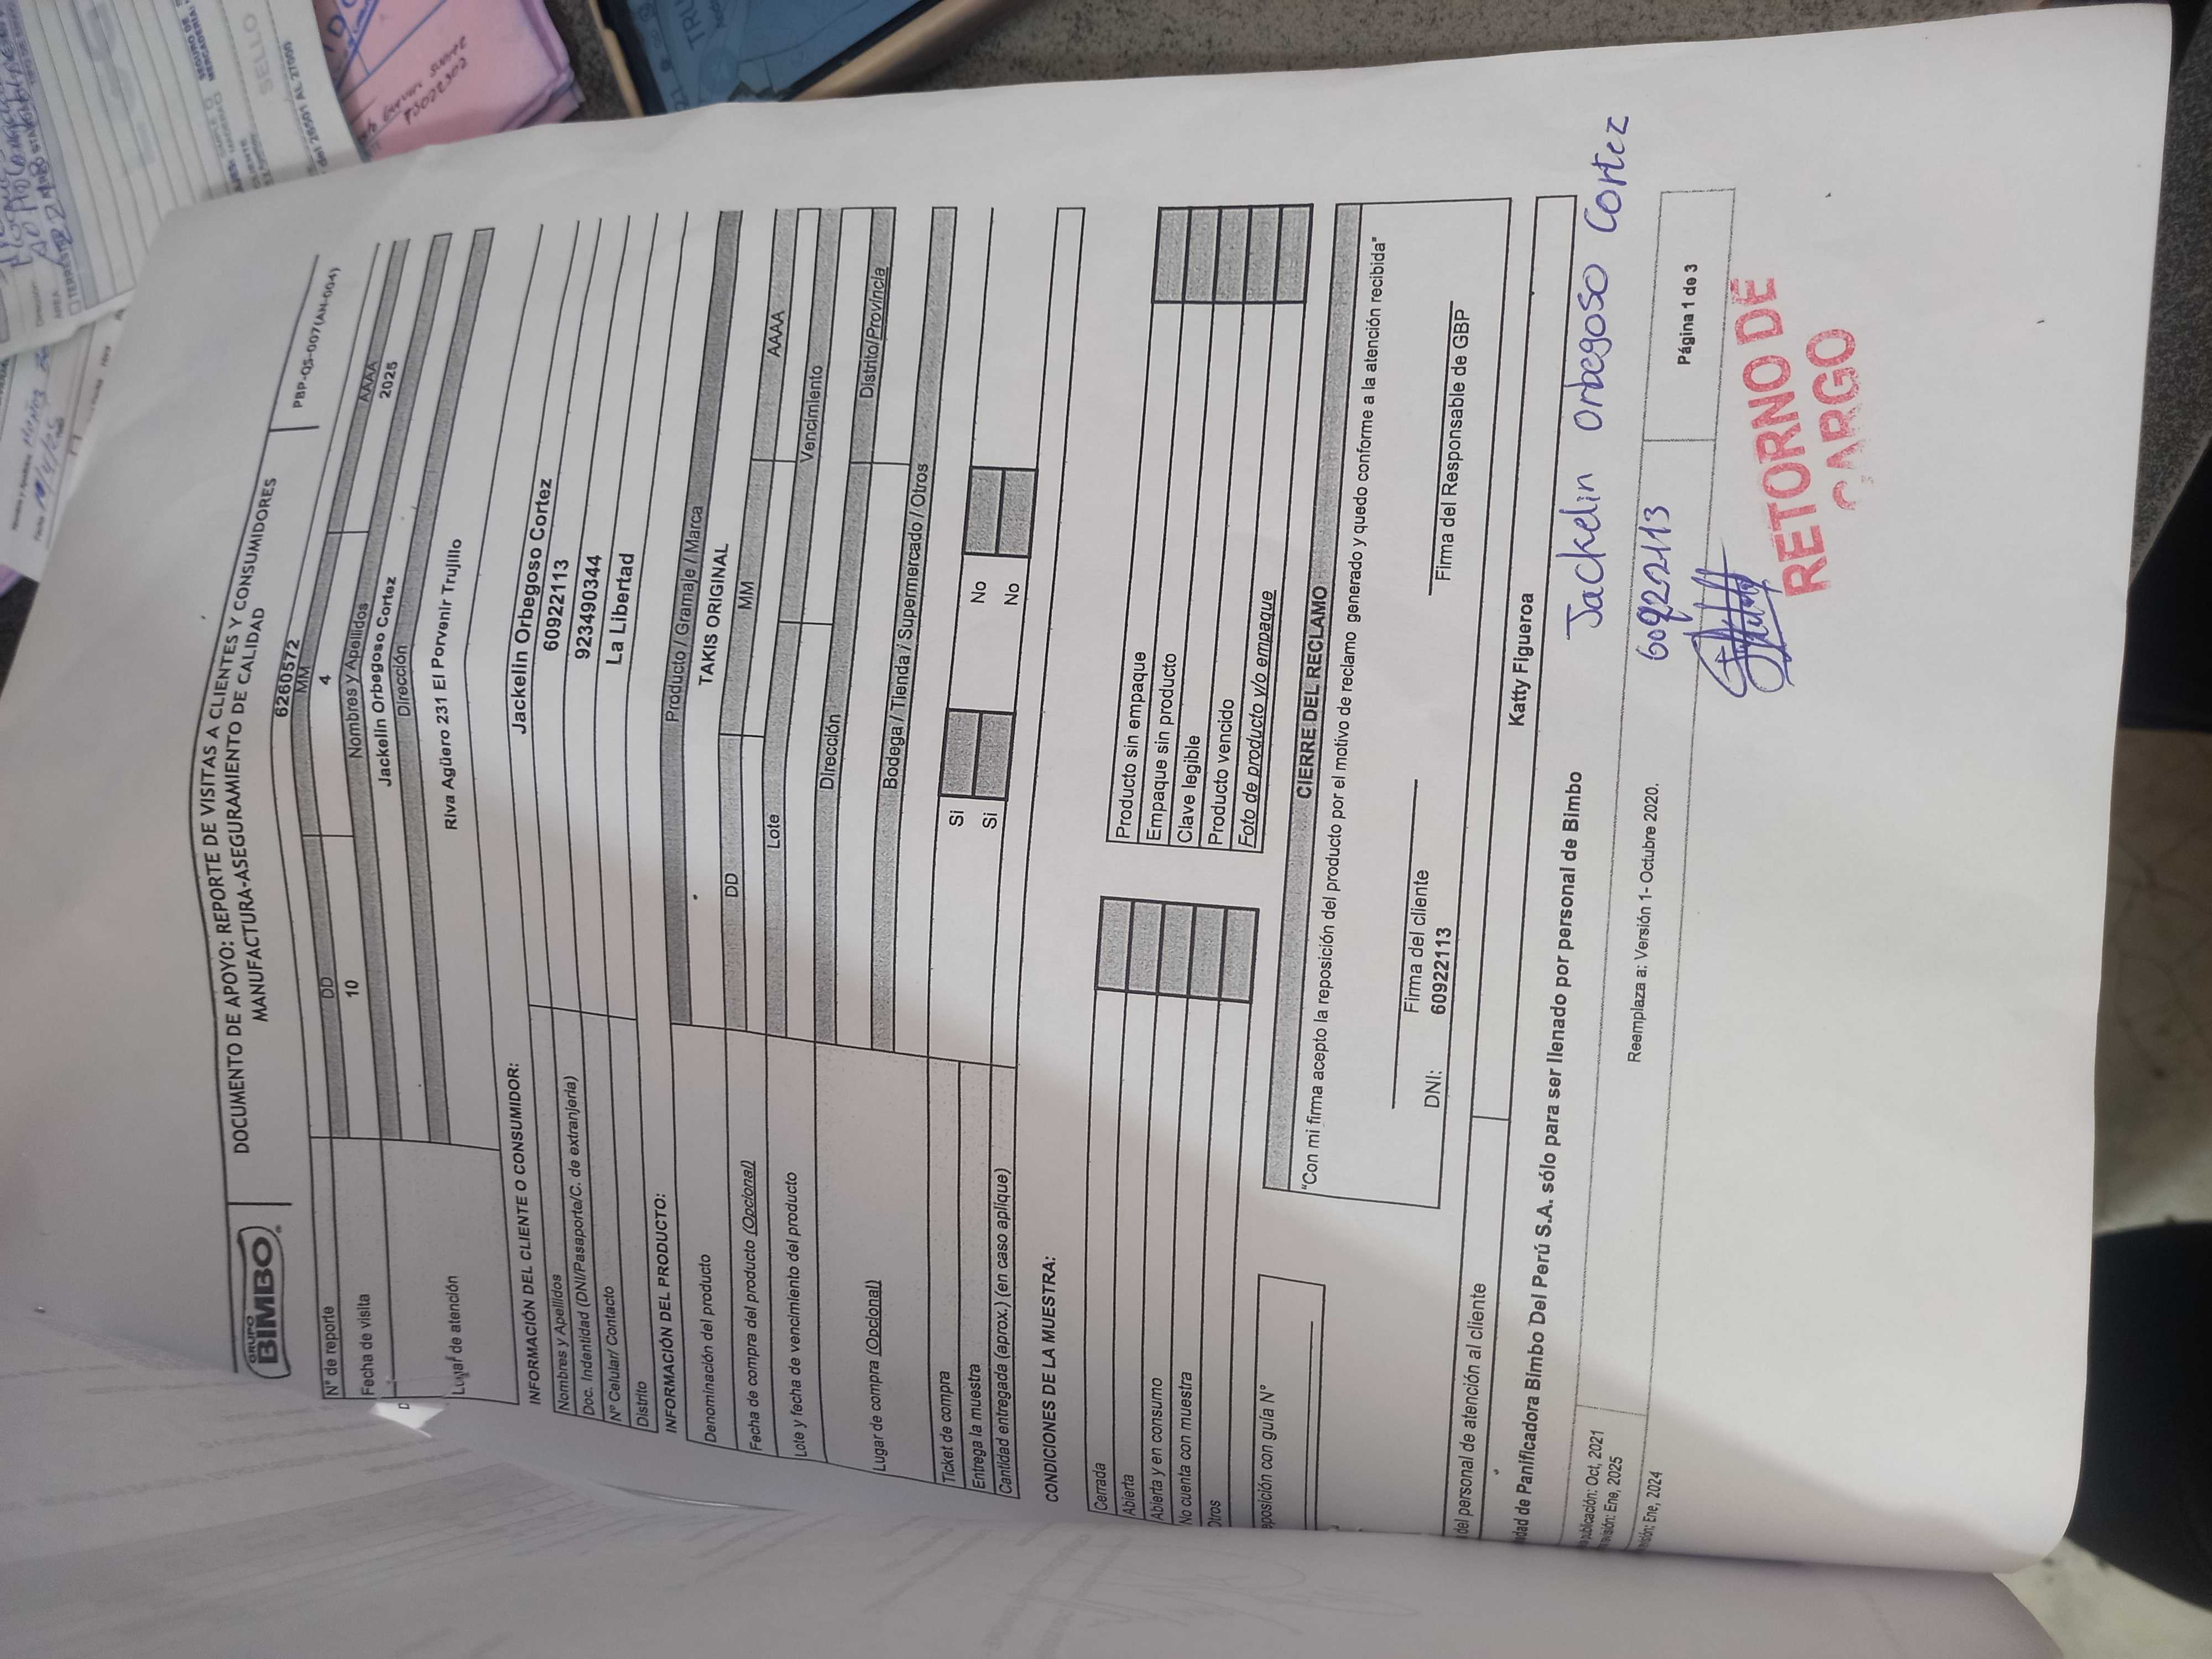 GRUPO
BIMBO
DOCUMENTO DE APOYO: REPORTE DE VISITAS A CLIENTES Y CONSUMIDORES
MANUFACTURA-ASEGURAMIENTO DE CALIDAD
PBP-QS-007(AN-004)
N° de reporte 6260572
Fecha de visita DD MM AAAA
10 4 2025
Nombres y Apellidos
Jackelin Orbegoso Cortez
Lugar de atención Dirección
Riva Agüero 231 El Porvenir Trujillo
INFORMACIÓN DEL CLIENTE O CONSUMIDOR:
Nombres y Apellidos Jackelin Orbegoso Cortez
Doc. Indentidad (DNI/Pasaporte/C. de extranjería) 60922113
N° Celular/ Contacto 923490344
Distrito La Libertad
INFORMACIÓN DEL PRODUCTO:
Denominación del producto Producto / Gramaje / Marca
TAKIS ORIGINAL
Fecha de compra del producto (Opcional) DD MM AAAA
Lote y fecha de vencimiento del producto Lote Vencimiento
Lugar de compra (Opcional) Dirección Distrito/Provincia
Bodega / Tienda / Supermercado / Otros
Ticket de compra Si No
Entrega la muestra Si No
Cantidad entregada (aprox.) (en caso aplique)
CONDICIONES DE LA MUESTRA:
Cerrada Producto sin empaque
Abierta Empaque sin producto
Abierta y en consumo Clave legible
No cuenta con muestra Producto vencido
Otros Foto de producto y/o empaque
CIERRE DEL RECLAMO
"Con mi firma acepto la reposición del producto por el motivo de reclamo generado y quedo conforme a la atención recibida"
eposición con guía N°
Firma del cliente Firma del Responsable de GBP
DNI: 60922113
del personal de atención al cliente Katty Figueroa
dad de Panificadora Bimbo Del Perú S.A. sólo para ser llenado por personal de Bimbo
Jackelin Orbegoso Cortez
publicación: Oct, 2021
visión: Ene, 2025
Reemplaza a: Versión 1- Octubre 2020.
60922113
Página 1 de 3
Ene, 2024
RETORNO DE
CARGO
SELLO
del 26501 AL 27000